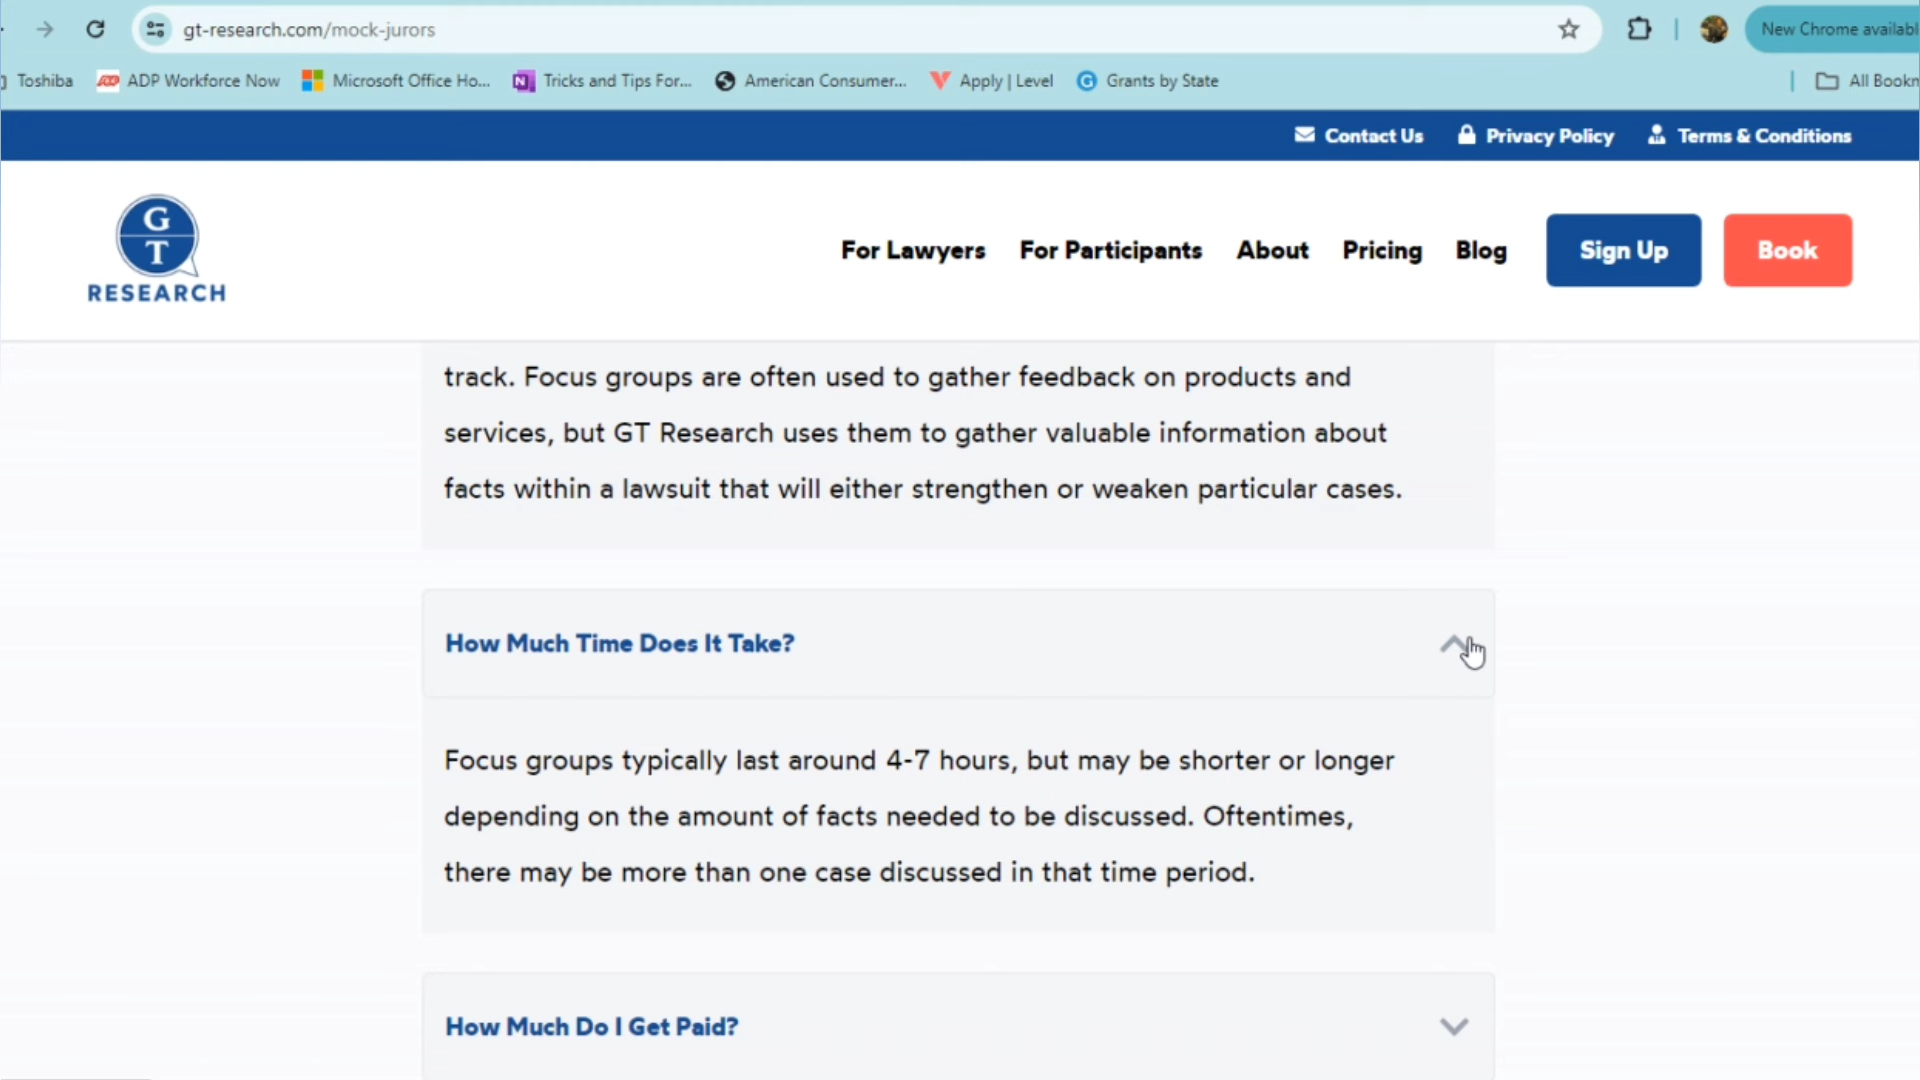 gt-research.com/mock-jurors
New Chrome availabl
Toshiba
ADP Workforce Now
Microsoft Office Ho...
Tricks and Tips For...
American Consumer...
Apply | Level
Grants by State
All Bookn
Contact Us
Privacy Policy
Terms & Conditions
G
T
RESEARCH
For Lawyers
For Participants
About
Pricing
Blog
Sign Up
Book
track. Focus groups are often used to gather feedback on products and
services, but GT Research uses them to gather valuable information about
facts within a lawsuit that will either strengthen or weaken particular cases.
How Much Time Does It Take?
Focus groups typically last around 4-7 hours, but may be shorter or longer
depending on the amount of facts needed to be discussed. Oftentimes,
there may be more than one case discussed in that time period.
How Much Do I Get Paid?